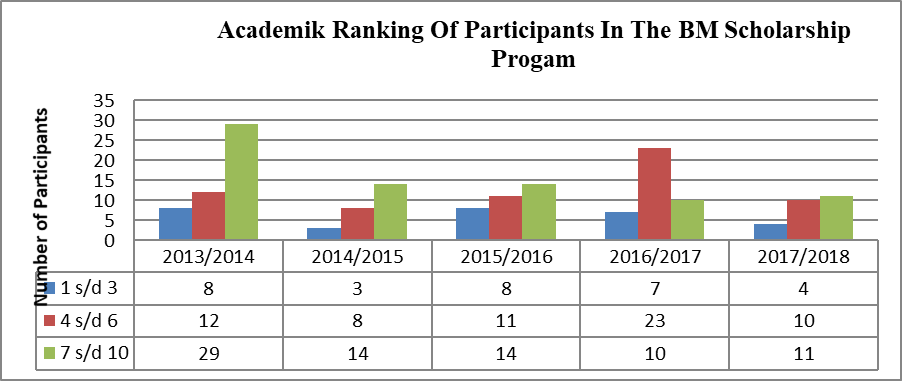 Academik Ranking Of Participants In The BM Scholarship
Progam
Number of Participants
35
30
25
20
15
10
5
0
2013/2014 2014/2015 2015/2016 2016/2017 2017/2018
1 s/d 3 8 3 8 7 4
4 s/d 6 12 8 11 23 10
7 s/d 10 29 14 14 10 11